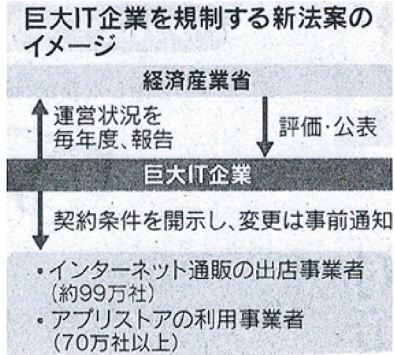 巨大IT企業を規制する新法案の
イメージ
経済産業省
運営状況を
毎年度、報告
評価・公表
巨大IT企業
契約条件を開示し、変更は事前通知
・インターネット通販の出店事業者
(約99万社)
・アプリストアの利用事業者
(70万社以上)